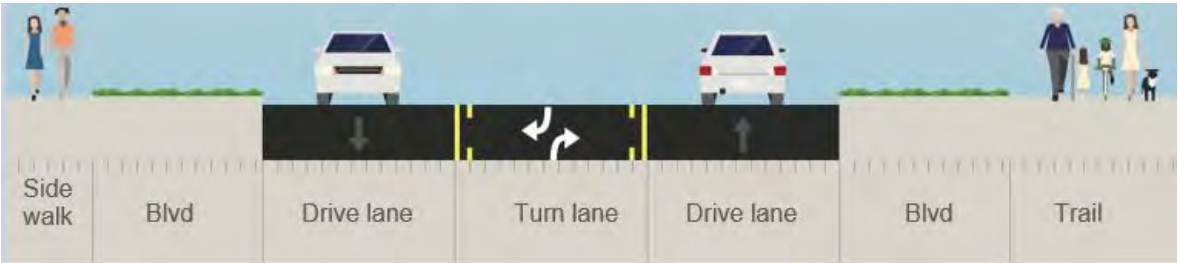 Side
walk
Blvd
Drive lane
Turn lane
Drive lane
Blvd
Trail